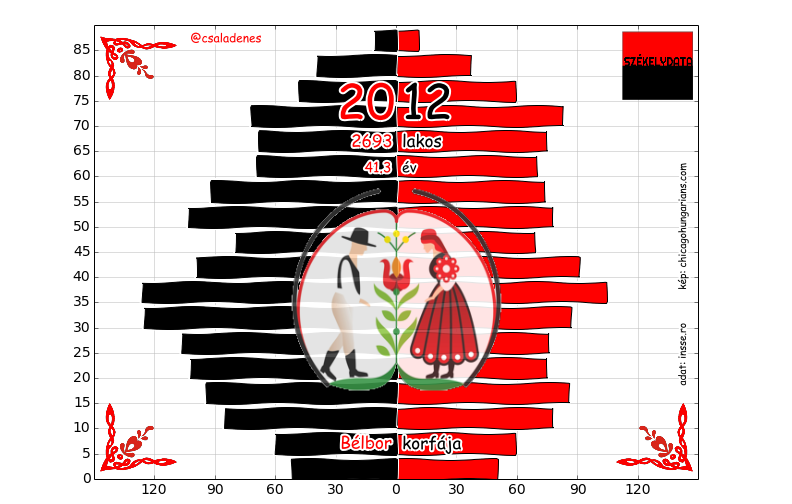 @csaladenes
SZÉKELYDATA
2012
2693 lakos
41,3 év
kép: chicagohungarians.com
adat: insse.ro
Bélbor korfája
85
80
75
70
65
60
55
50
45
40
35
30
25
20
15
10
5
0
120 90 60 30 0 30 60 90 120